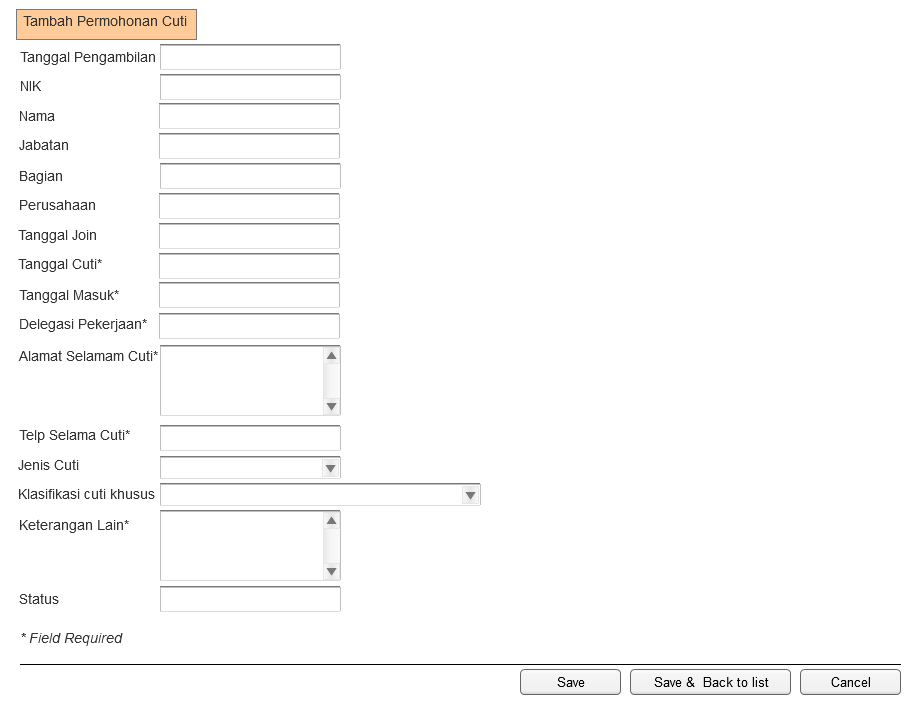 Tambah Permohonan Cuti
Tanggal Pengambilan
NIK
Nama
Jabatan
Bagian
Perusahaan
Tanggal Join
Tanggal Cuti*
Tanggal Masuk*
Delegasi Pekerjaan*
Alamat Selamam Cuti*
Telp Selama Cuti*
Jenis Cuti
Klasifikasi cuti khusus
Keterangan Lain*
Status
* Field Required
Save Save & Back to list Cancel